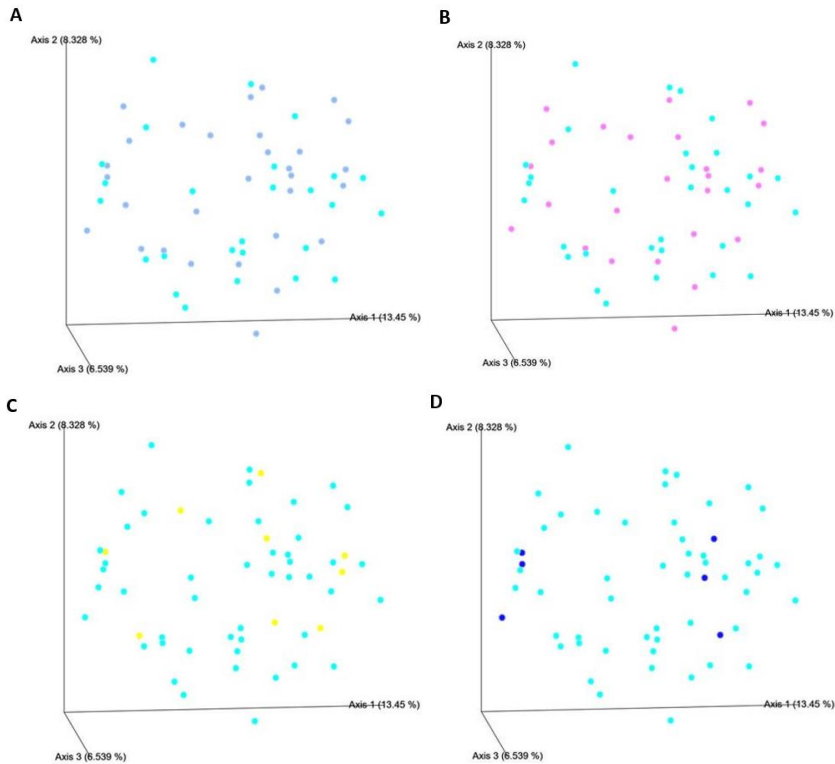 A
B
Axis 2 (8.328 %)
Axis 2 (8.328 %)
Axis 1 (13.45 %)
Axis 1 (13.45 %)
Axis 3 (6.539 %)
Axis 3 (6.539 %)
C
D
Axis 2 (8.328 %)
Axis 2 (8.328 %)
Axis 1 (13.45 %)
Axis 1 (13.45 %)
Axis 3 (6.539 %)
Axis 3 (6.539 %)